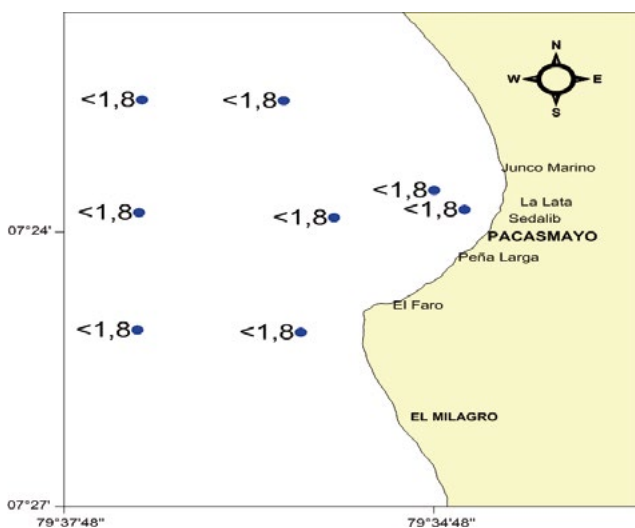 N
W E
S
<1,8 <1,8
Junco Marino
<1,8
La Lata
<1,8 <1,8 <1,8
Sedalib
07°24'
PACASMAYO
Peña Larga
El Faro
<1,8 <1,8
EL MILAGRO
07°27'
79°37'48" 79°34'48"